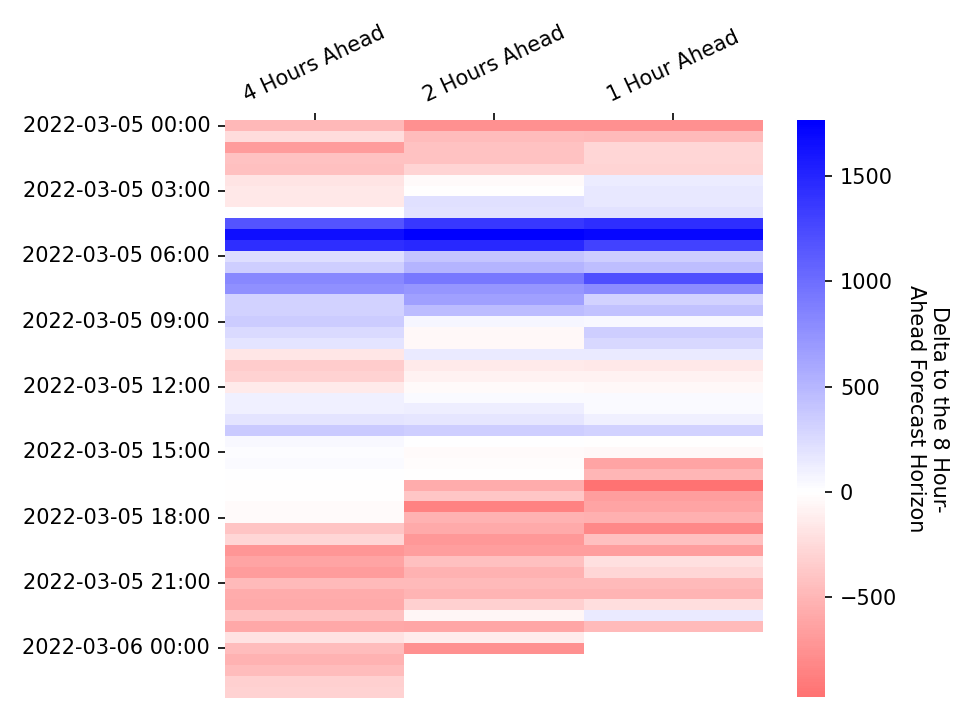 4 Hours Ahead
2 Hours Ahead
1 Hour Ahead
2022-03-05 00:00
2022-03-05 03:00
2022-03-05 06:00
2022-03-05 09:00
2022-03-05 12:00
2022-03-05 15:00
2022-03-05 18:00
2022-03-05 21:00
2022-03-06 00:00
1500
1000
500
0
−500
Delta to the 8 Hour-
Ahead Forecast Horizon